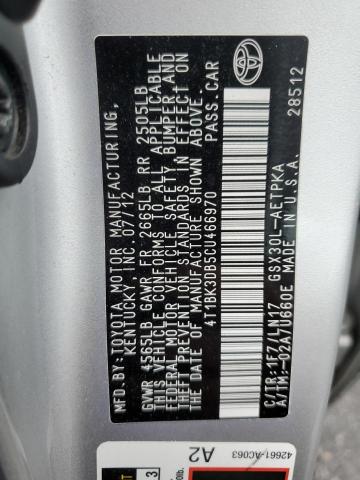 MFD.BY:TOYOTA MOTOR MANUFACTURING,
KENTUCKY, INC. 07/12
GVWR 4565LB GAWR FR 2665LB RR 2505LB
THIS VEHICLE CONFORMS TO ALL APPLICABLE
FEDERAL MOTOR VEHICLE SAFETY, BUMPER AND
THEFT PREVENTION STANDARDS IN EFFECT ON
THE DATE OF MANUFACTURE SHOWN ABOVE.
4T1BK3DB5CU466970 PASS.CAR
C/TR:1F7/LN17 GSX30L-AETPKA
A/TM:-02A/U660E MADE IN U.S.A.
28512
42661-AC063
A2
3